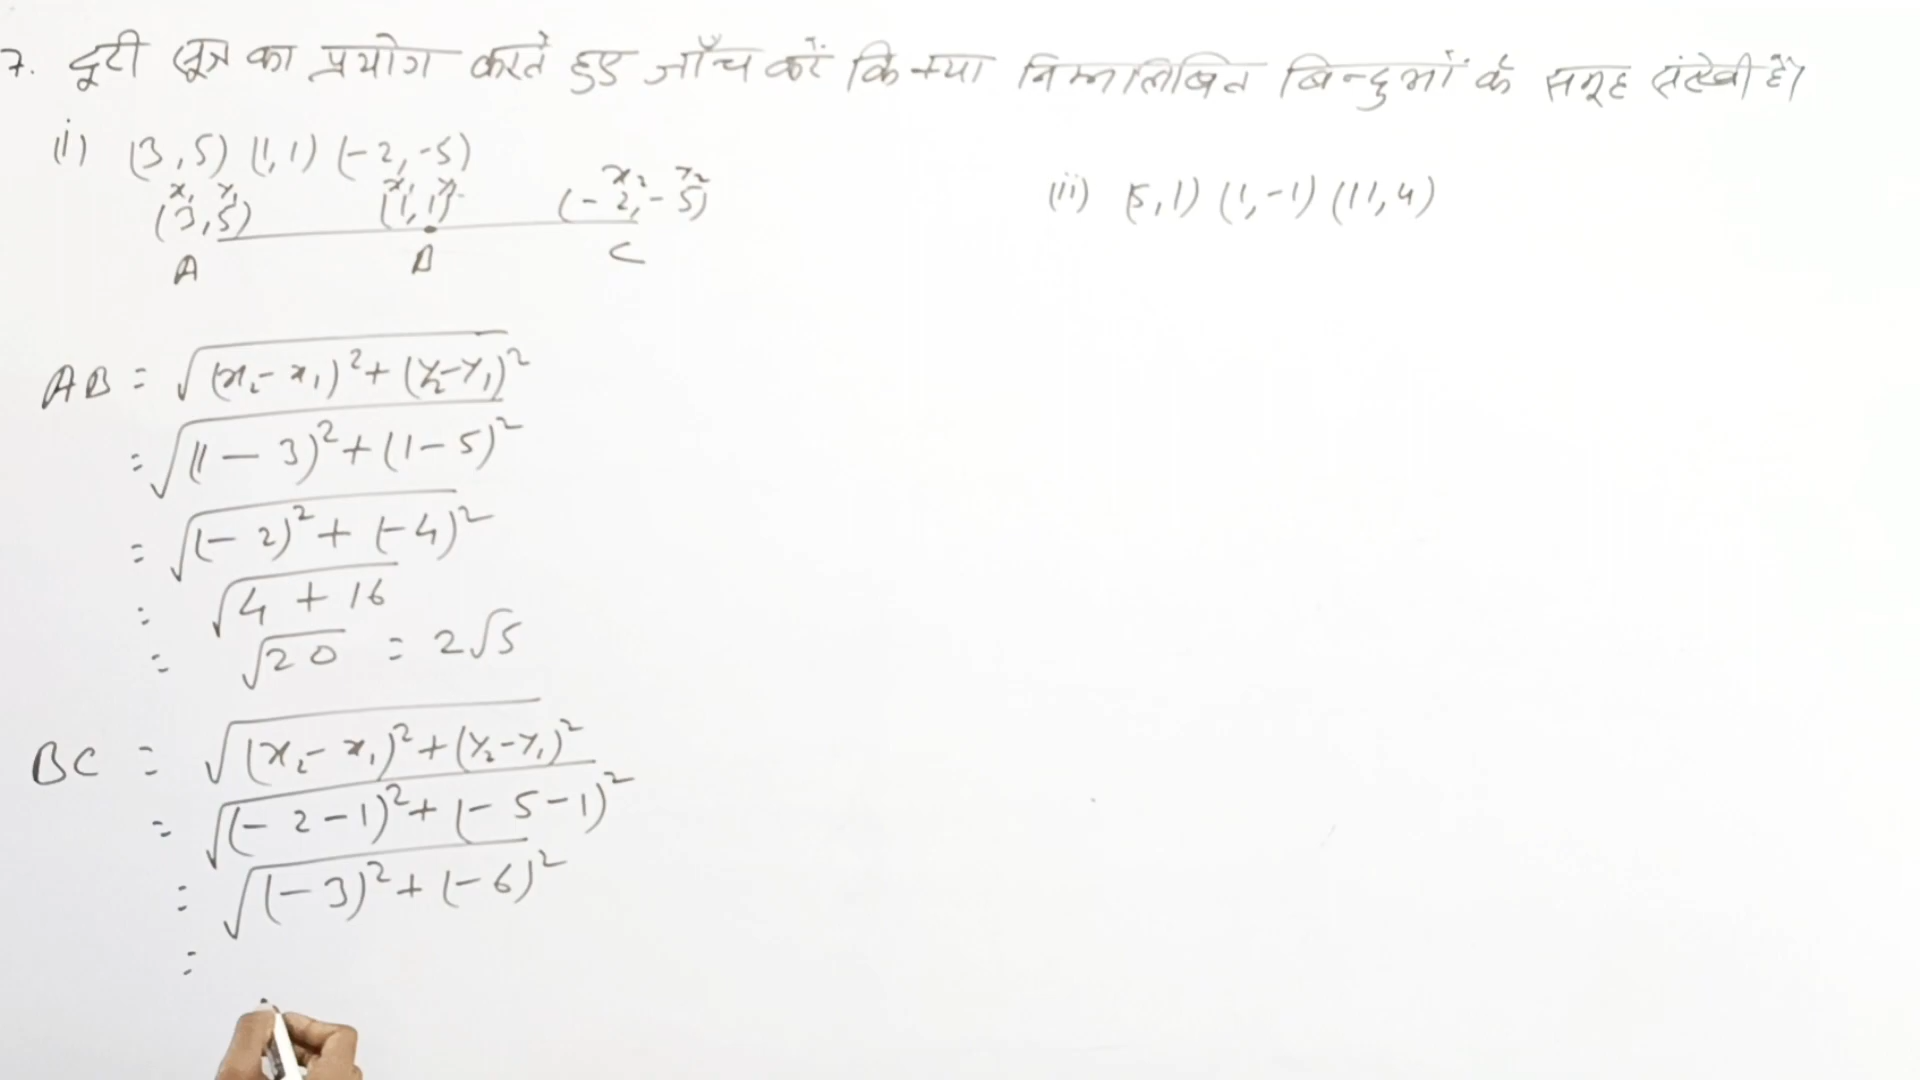 7. दूरी सूत्र का प्रयोग करते हुए जाँच करें कि क्या निम्नलिखित बिन्दुओं के समूह संरेखी हैं।
(i) (3,5) (1,1) (-2,-5)
(ii) (5,1) (1,-1) (11,4)
x₁ y₁ x₁ y₁ x₂ y₂
(3,5) (1,1) (-2,-5)
A B C
AB = √(x₂-x₁)²+(y₂-y₁)²
= √(1-3)²+(1-5)²
= √(-2)²+(-4)²
= √4+16
= √20 = 2√5
BC = √(x₂-x₁)²+(y₂-y₁)²
= √(-2-1)²+(-5-1)²
= √(-3)²+(-6)²
=